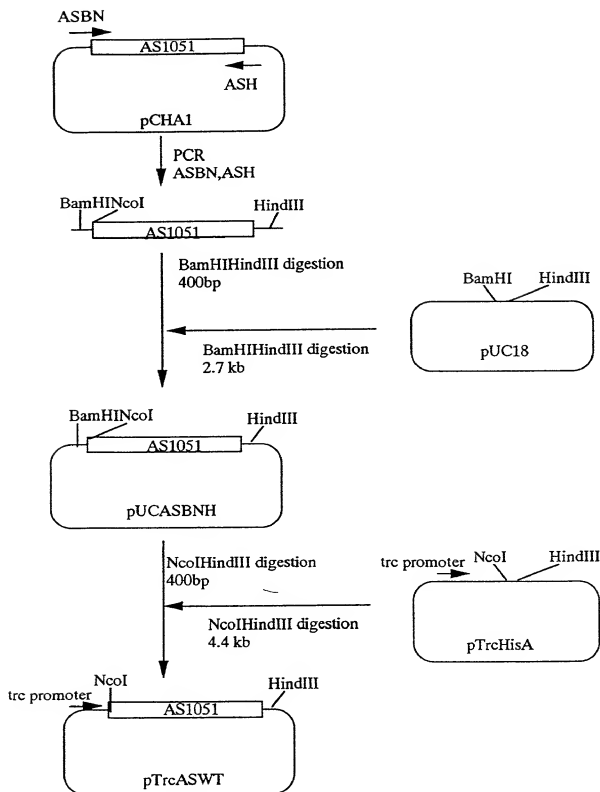 ASBN
AS1051
ASH
pCHA1
PCR
ASBN,ASH
BamHINcoI
HindIII
AS1051
BamHIHindIII digestion
400bp
BamHI
HindIII
BamHIHindIII digestion
2.7 kb
pUC18
BamHINcoI
HindIII
AS1051
pUCASBNH
NcoIHindIII digestion
400bp
trc promoter
NcoI
HindIII
NcoIHindIII digestion
4.4 kb
pTrcHisA
NcoI
trc promoter
HindIII
AS1051
pTrcASWT